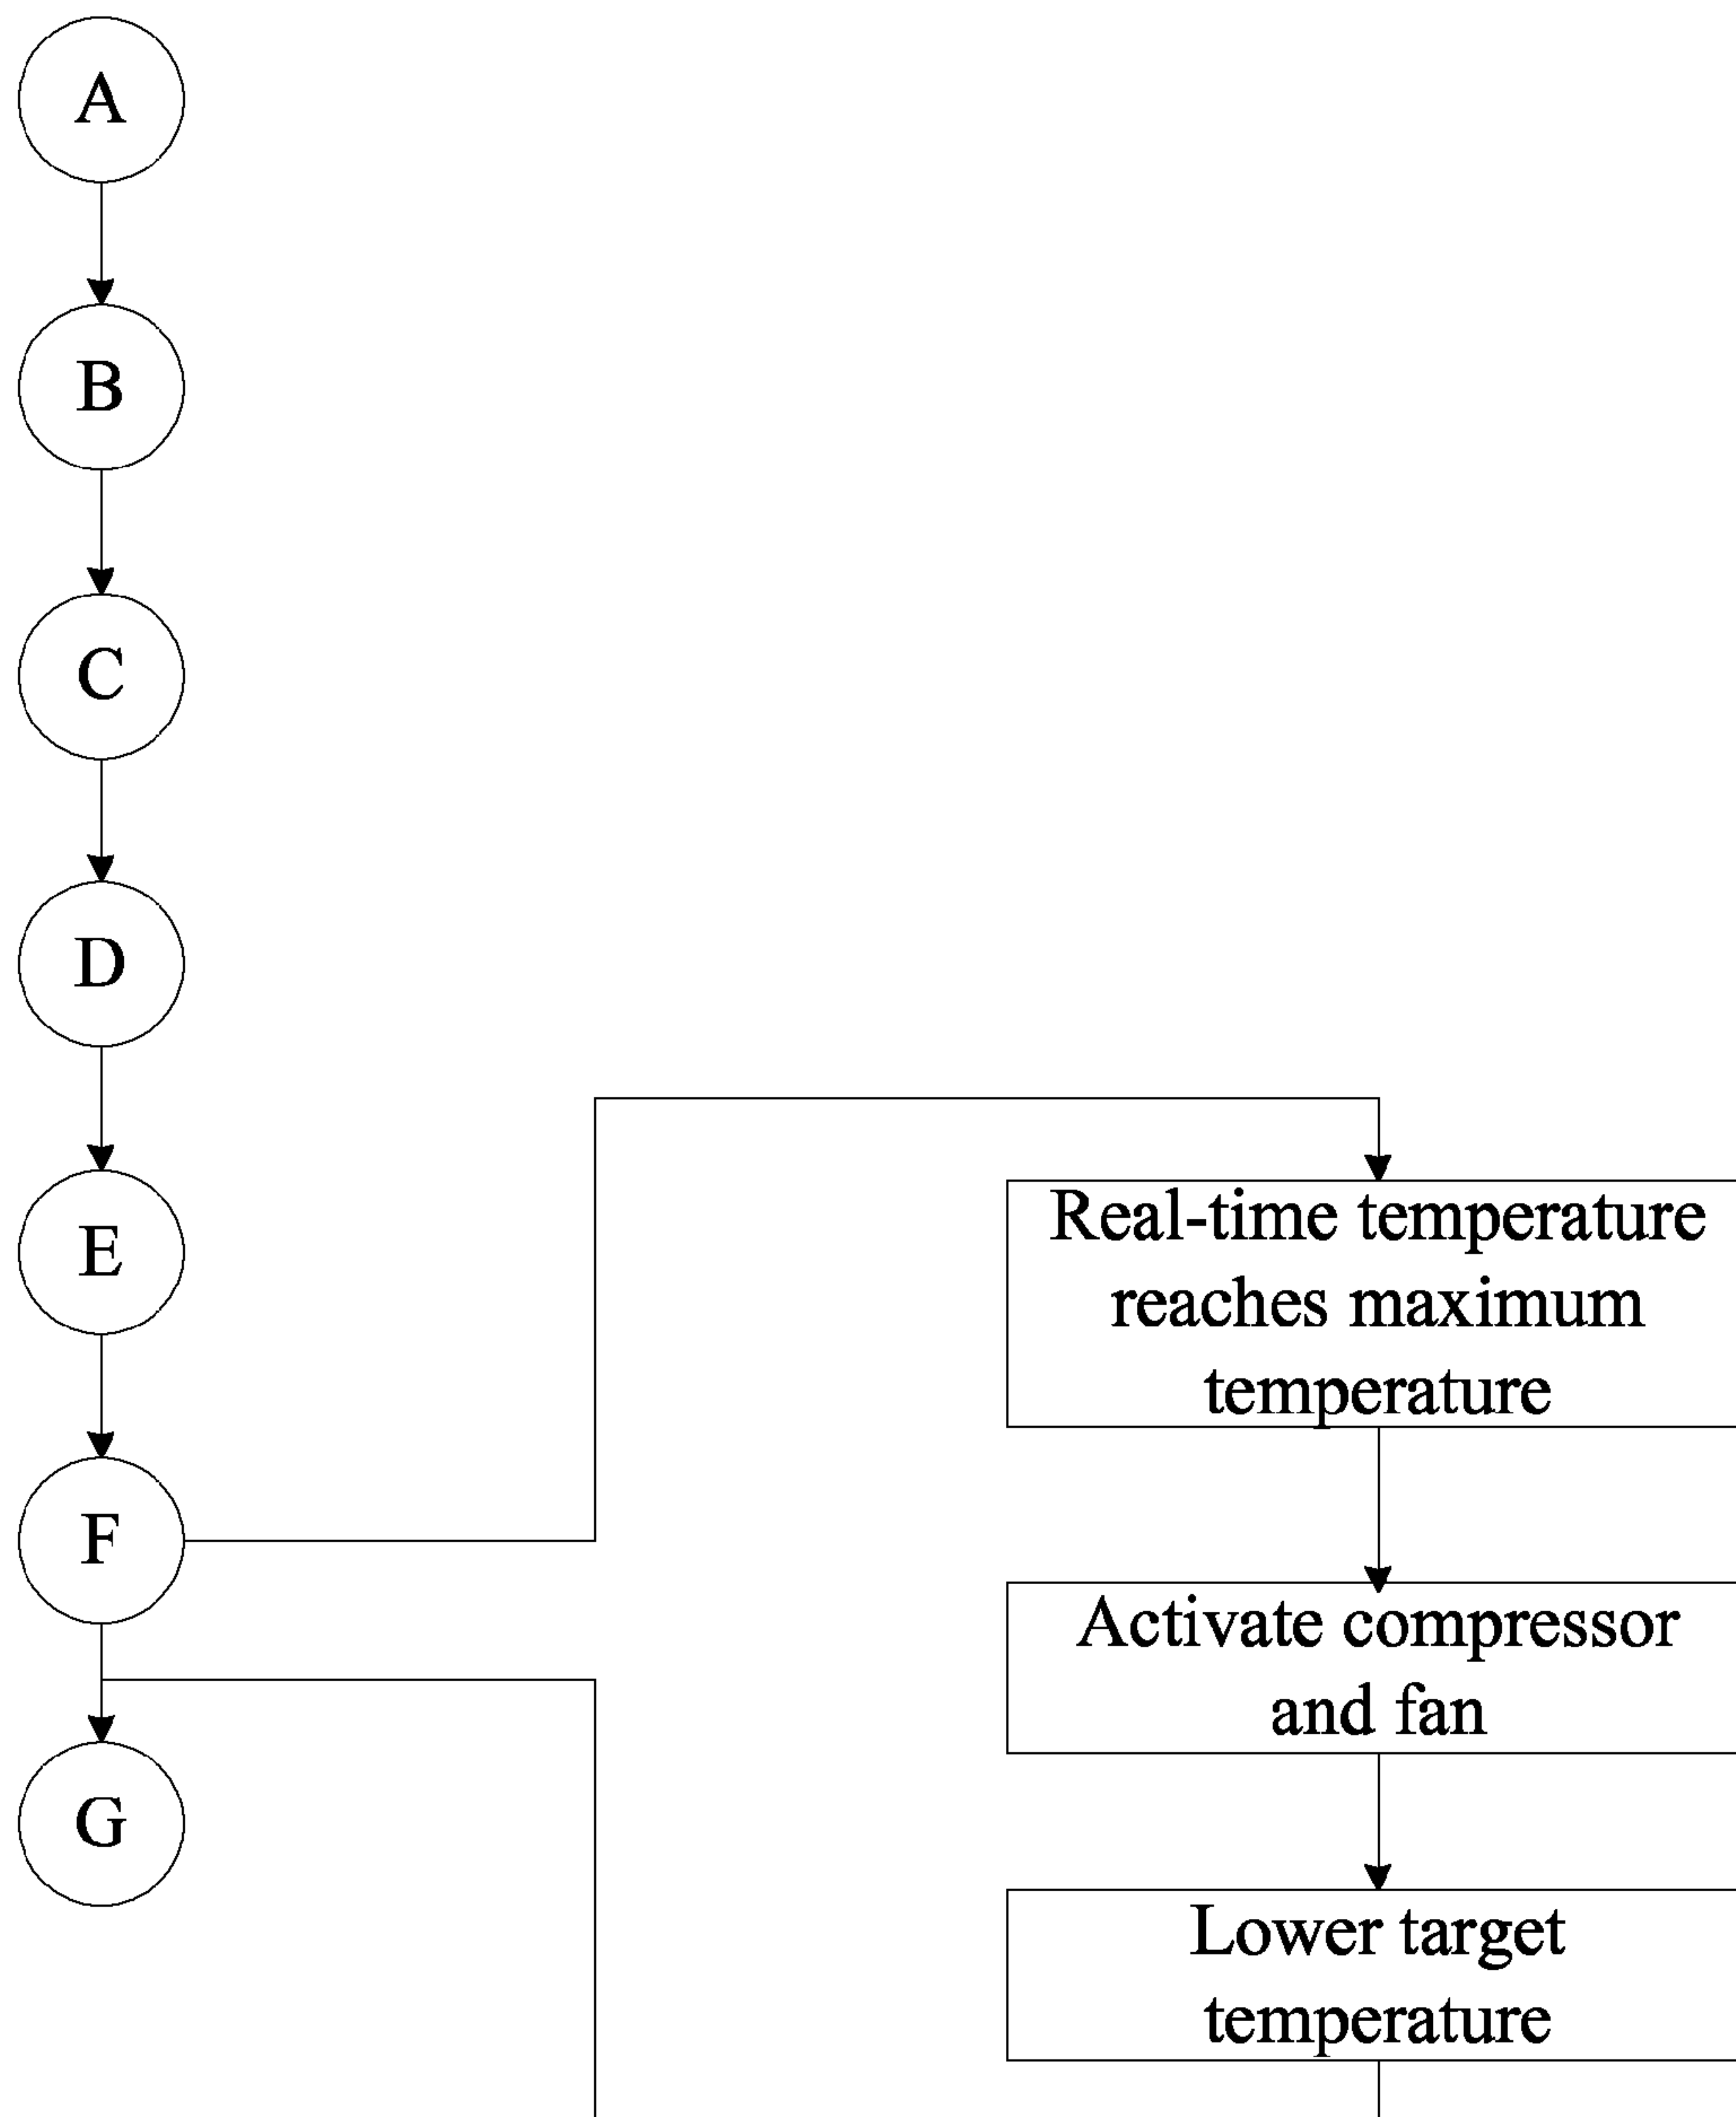 A
B
C
D
E
F
G
Real-time temperature
reaches maximum
temperature
Activate compressor
and fan
Lower target
temperature